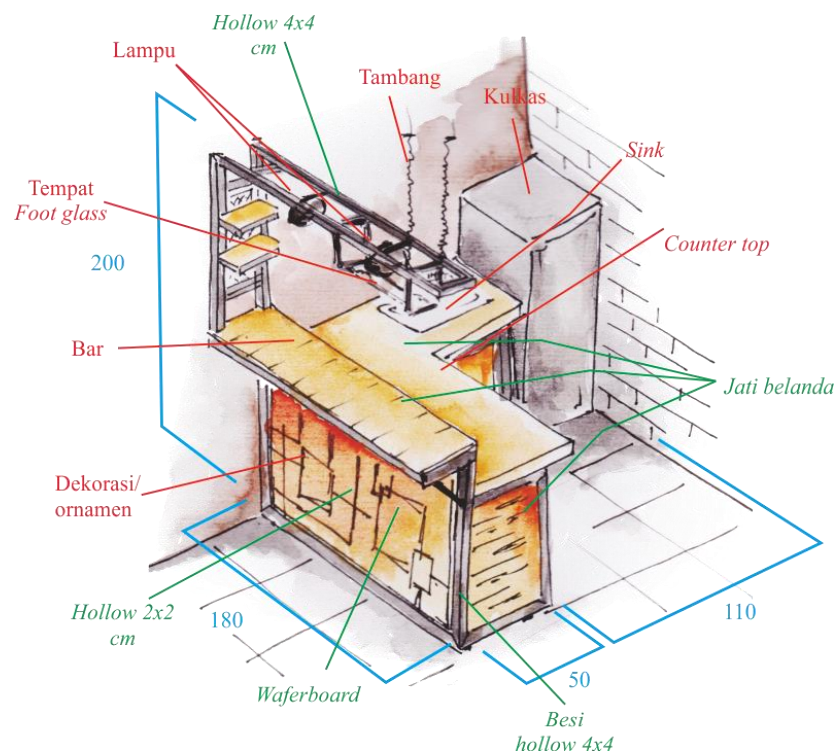 Hollow 4x4
cm
Lampu
Tambang
Kulkas
Sink
Tempat
Foot glass
Counter top
200
Bar
Jati belanda
Dekorasi/
ornamen
Hollow 2x2
cm
180
110
Waferboard
50
Besi
hollow 4x4